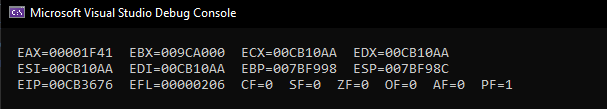 Microsoft Visual Studio Debug Console
EAX=00001F41 EBX=009CA000 ECX=00CB10AA EDX=00CB10AA
ESI=00CB10AA EDI=00CB10AA EBP=007BF998 ESP=007BF98C
EIP=00CB3676 EFL=00000206 CF=0 SF=0 ZF=0 OF=0 AF=0 PF=1